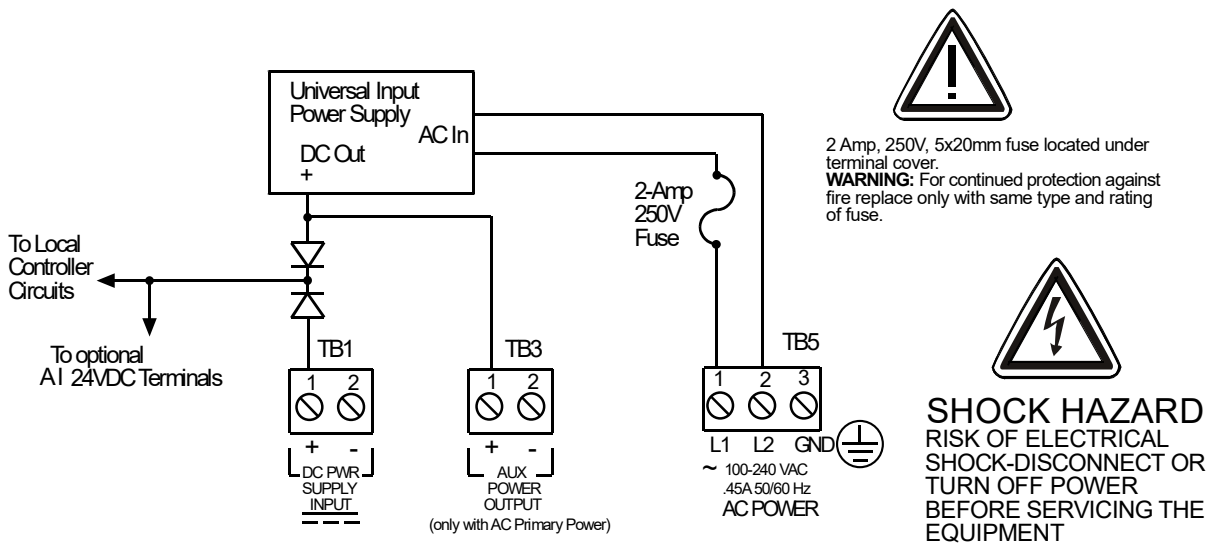 Universal Input
Power Supply
AC In
DC Out
+
2-Amp
250V
Fuse
To Local
Controller
Circuits
To optional
AI 24VDC Terminals
TB1
1 2
+ -
DC PWR
SUPPLY
INPUT
TB3
1 2
+ -
AUX
POWER
OUTPUT
(only with AC Primary Power)
TB5
1 2 3
L1 L2 GND
~ 100-240 VAC
.45A 50/60 Hz
AC POWER
!
2 Amp, 250V, 5x20mm fuse located under
terminal cover.
WARNING: For continued protection against
fire replace only with same type and rating
of fuse.
SHOCK HAZARD
RISK OF ELECTRICAL
SHOCK-DISCONNECT OR
TURN OFF POWER
BEFORE SERVICING THE
EQUIPMENT